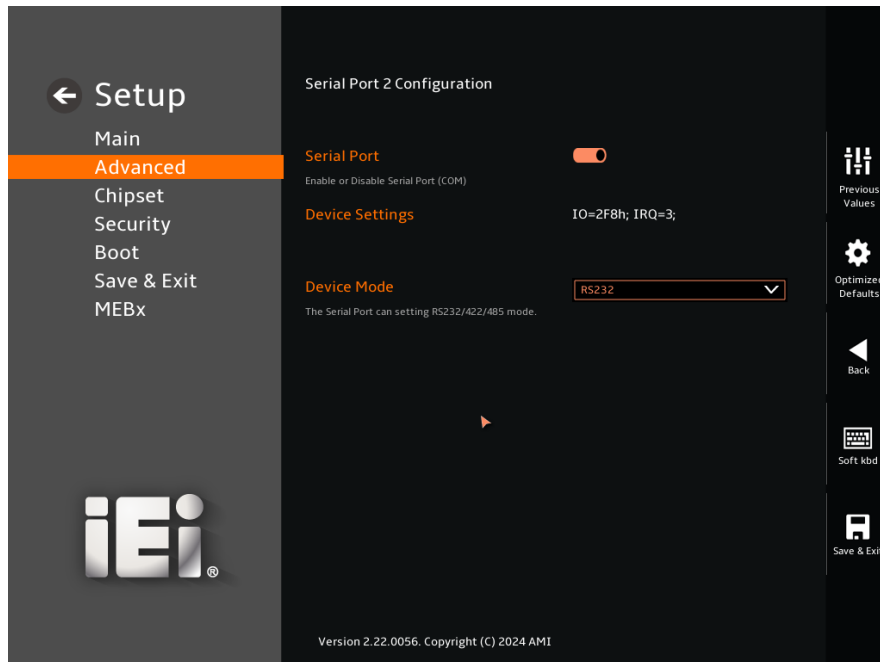 Setup
Main
Advanced
Chipset
Security
Boot
Save & Exit
MEBx
iEi®
Serial Port 2 Configuration
Serial Port
Enable or Disable Serial Port (COM)
Device Settings IO=2F8h; IRQ=3;
Device Mode RS232
The Serial Port can setting RS232/422/485 mode.
Version 2.22.0056. Copyright (C) 2024 AMI
Previous
Values
Optimized
Defaults
Back
Soft kbd
Save & Exit